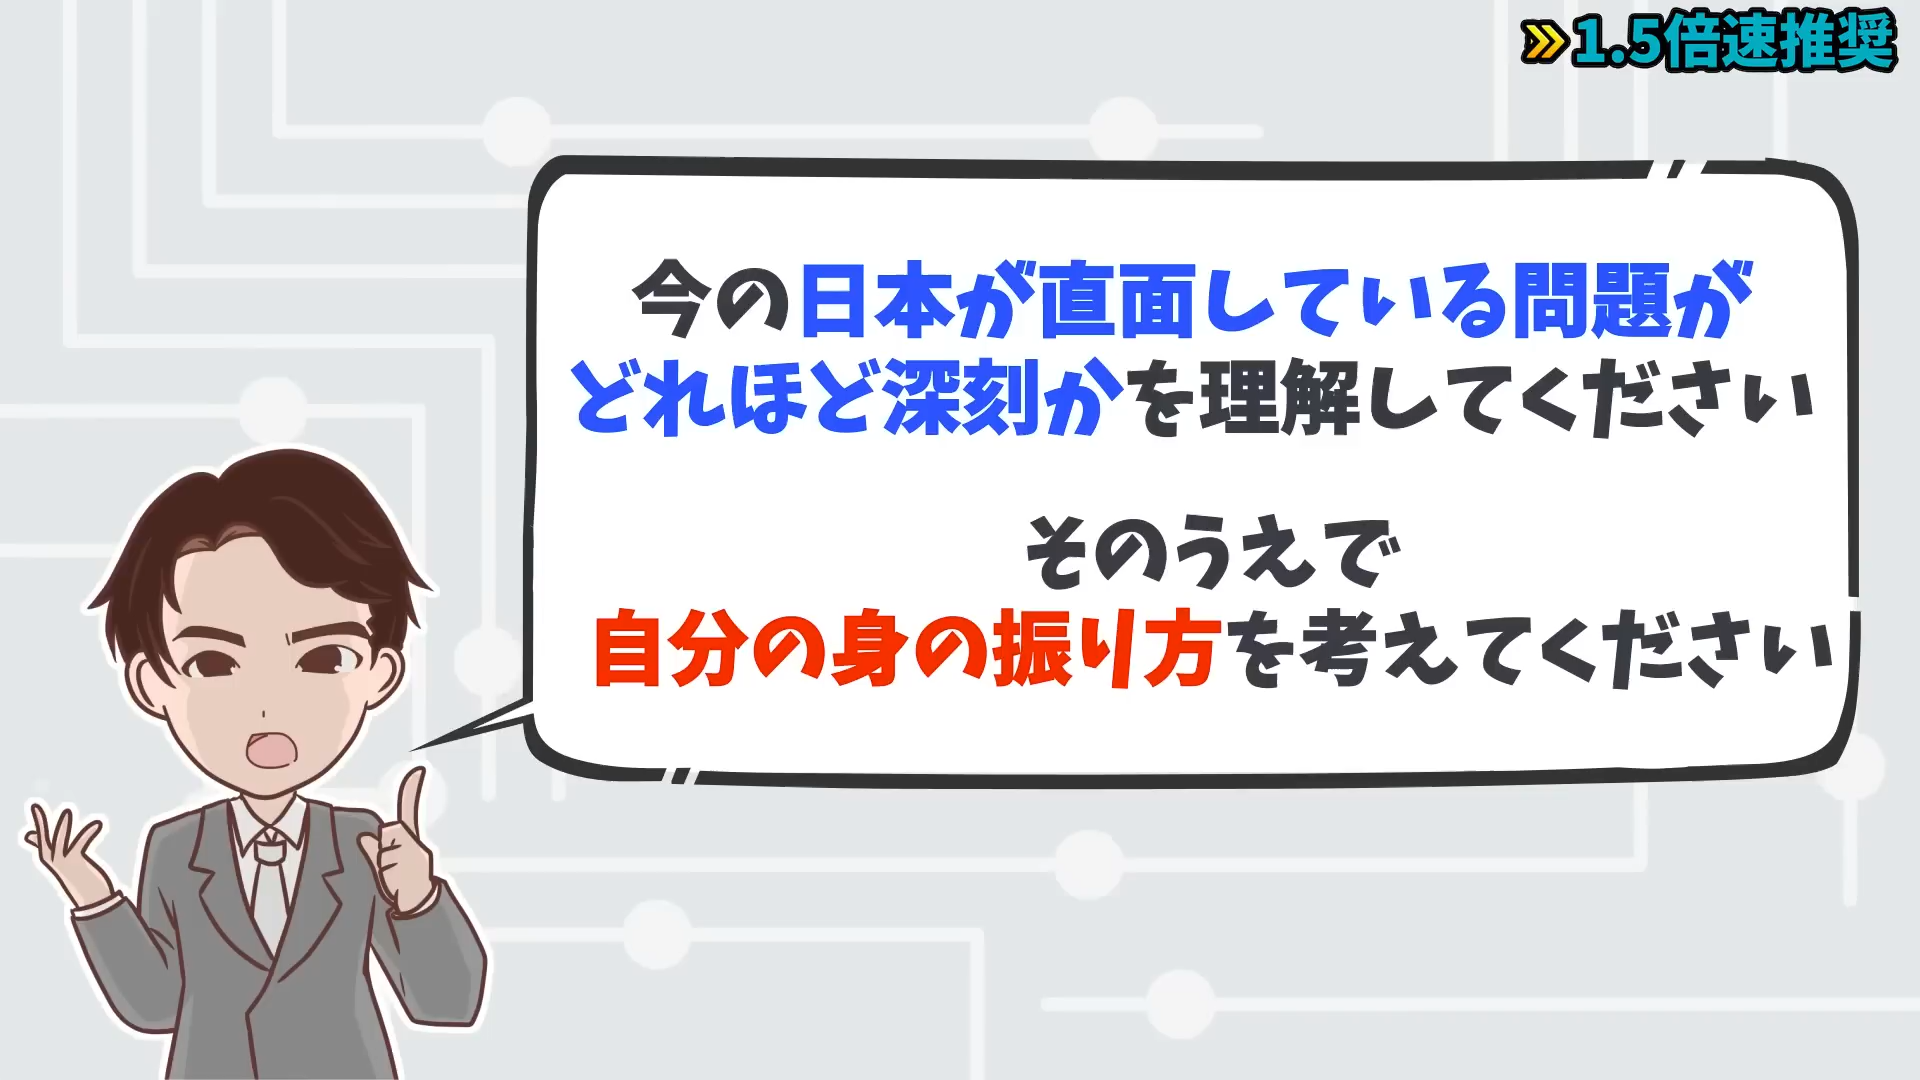 1.5倍速推奨
今の日本が直面している問題が
どれほど深刻かを理解してください
そのうえで
自分の身の振り方を考えてください